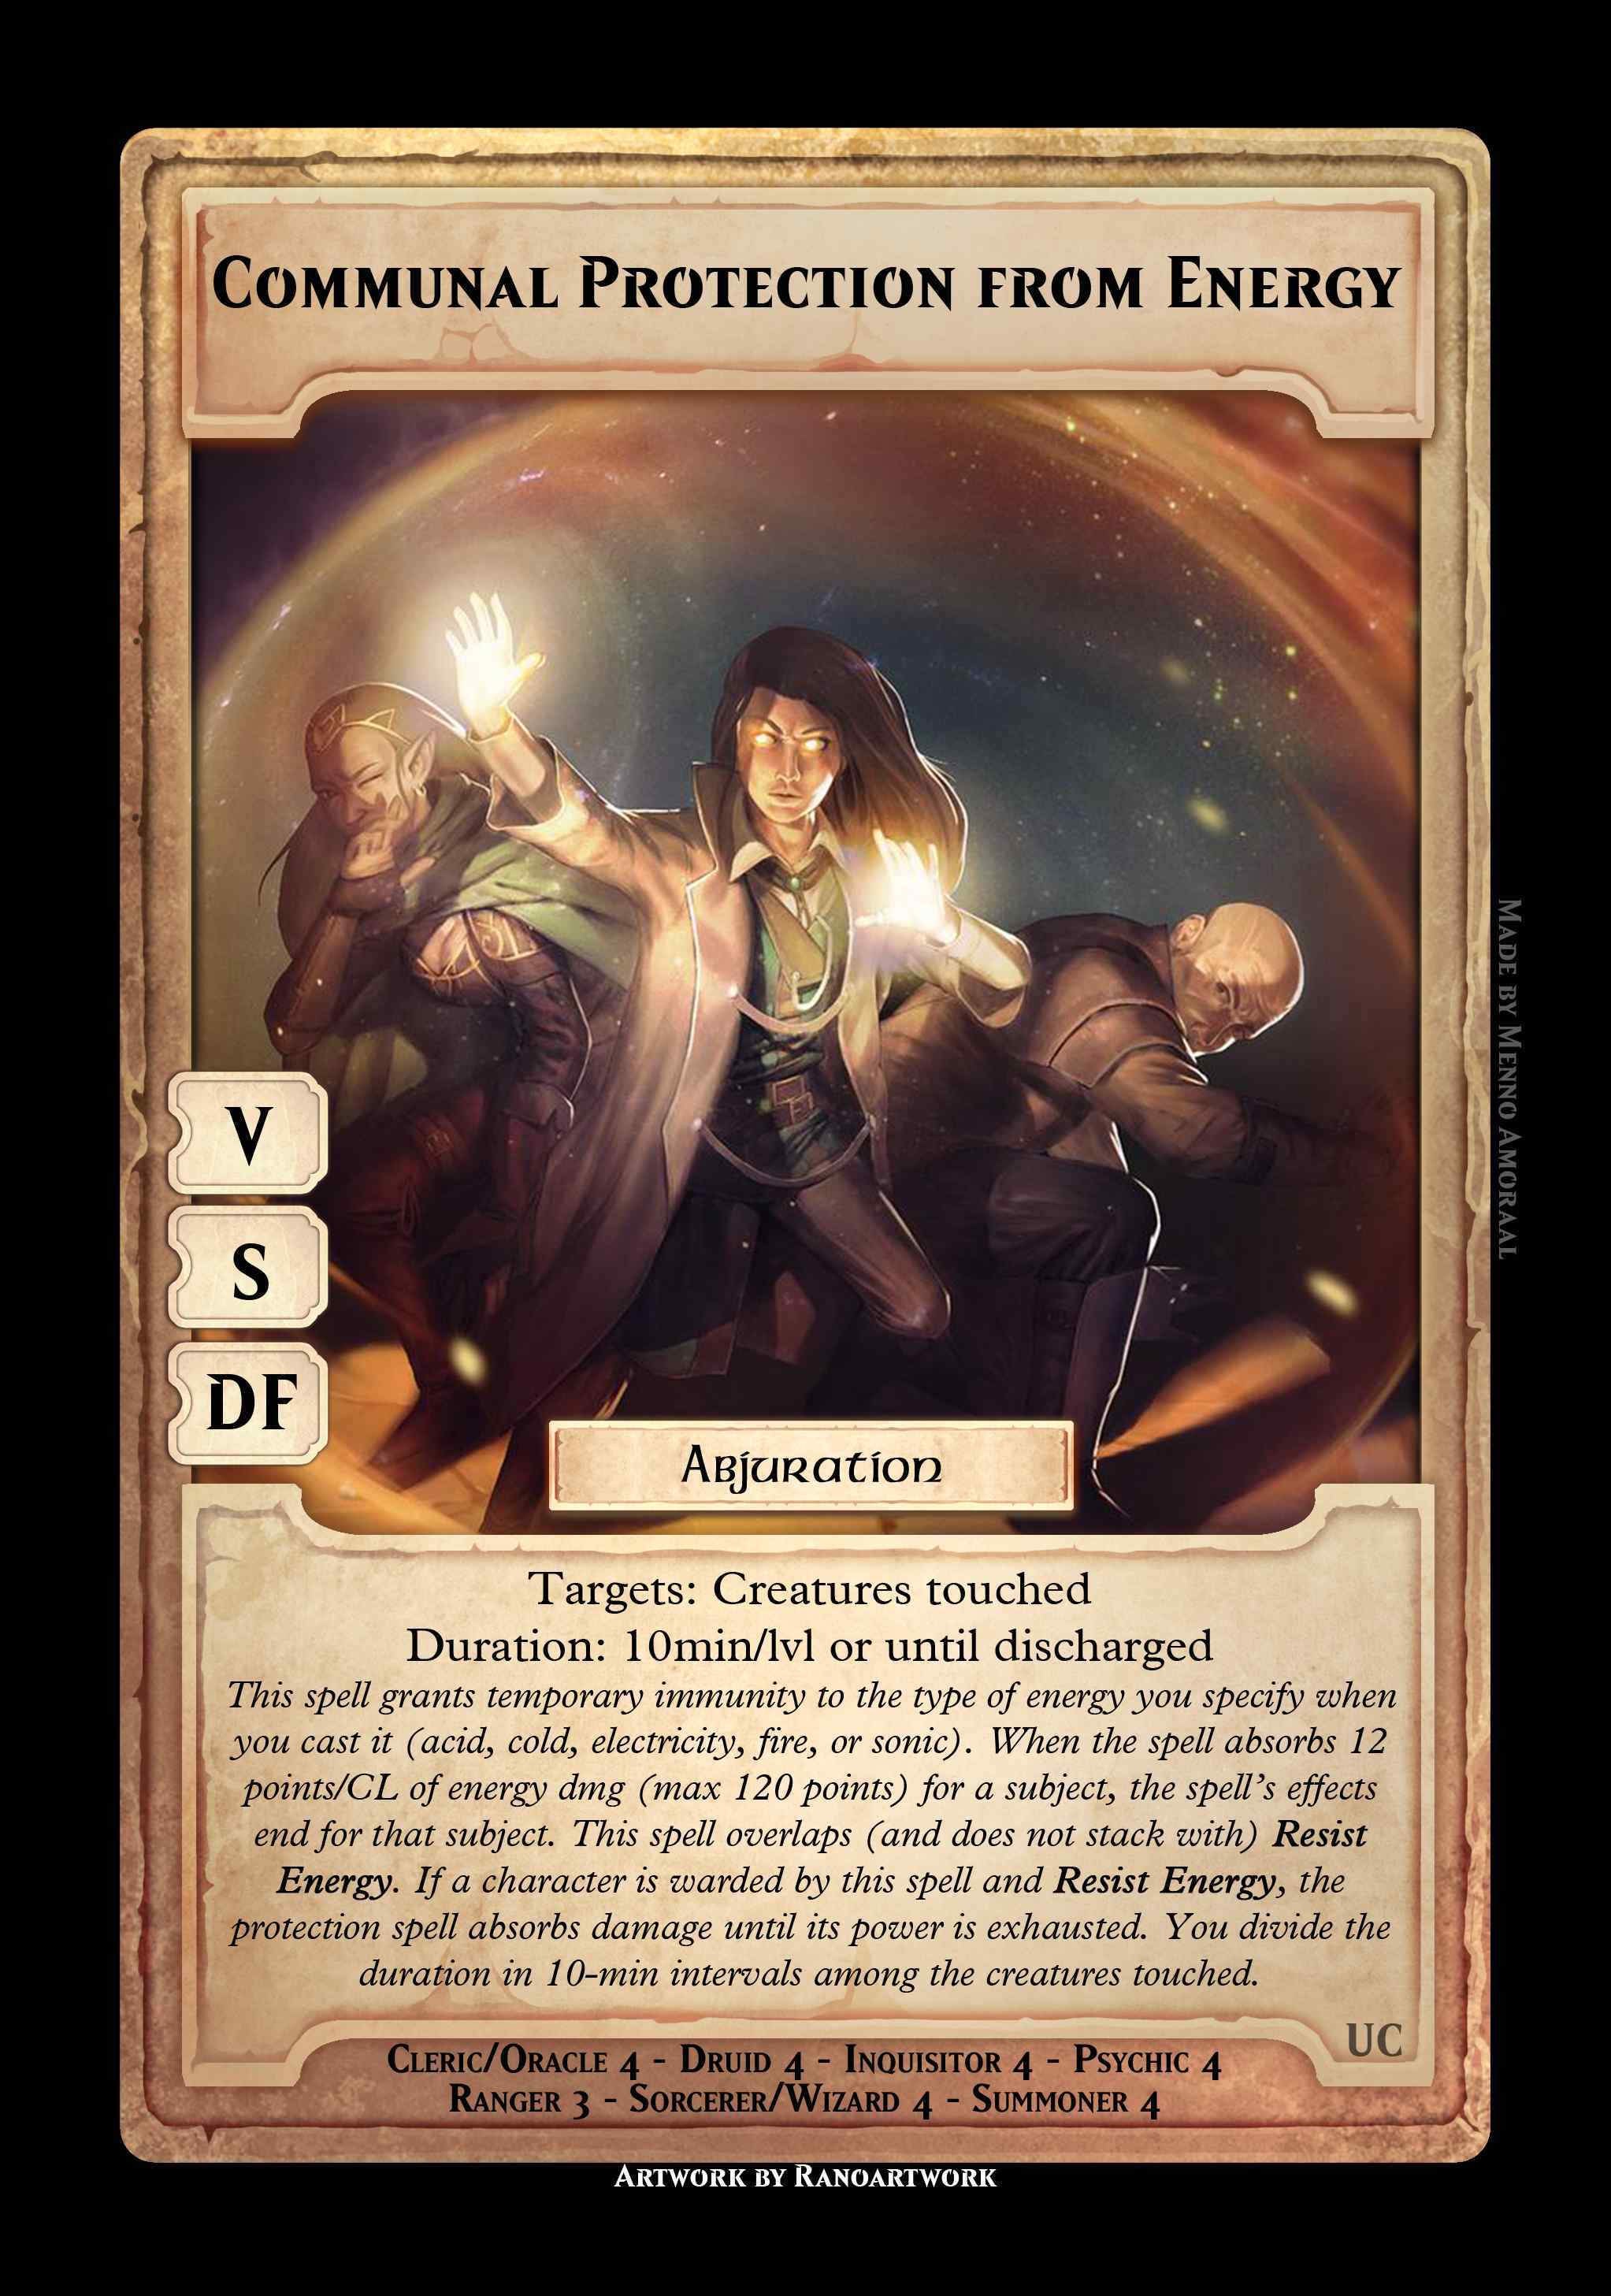 Communal Protection from Energy
Made by Menno Amoraal
V
S
DF
Abjuration
Targets: Creatures touched
Duration: 10min/lvl or until discharged
This spell grants temporary immunity to the type of energy you specify when
you cast it (acid, cold, electricity, fire, or sonic). When the spell absorbs 12
points/CL of energy dmg (max 120 points) for a subject, the spell's effects
end for that subject. This spell overlaps (and does not stack with) Resist
Energy. If a character is warded by this spell and Resist Energy, the
protection spell absorbs damage until its power is exhausted. You divide the
duration in 10-min intervals among the creatures touched.
UC
Cleric/Oracle 4 - Druid 4 - Inquisitor 4 - Psychic 4
Ranger 3 - Sorcerer/Wizard 4 - Summoner 4
Artwork by Ranoartwork